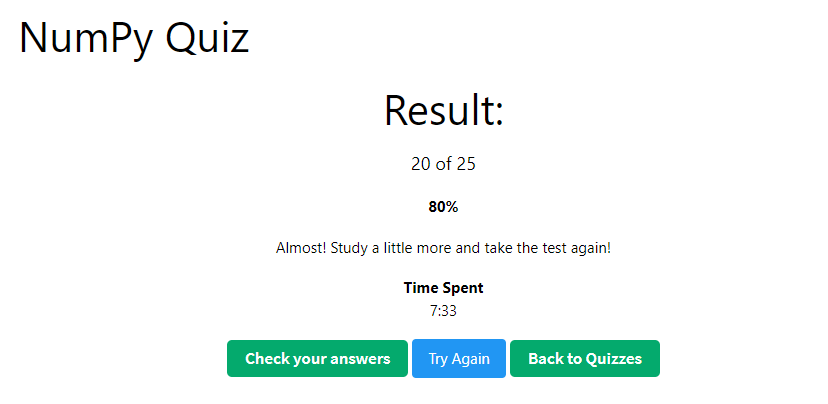 NumPy Quiz
Result:
20 of 25
80%
Almost! Study a little more and take the test again!
Time Spent
7:33
Check your answers
Try Again
Back to Quizzes